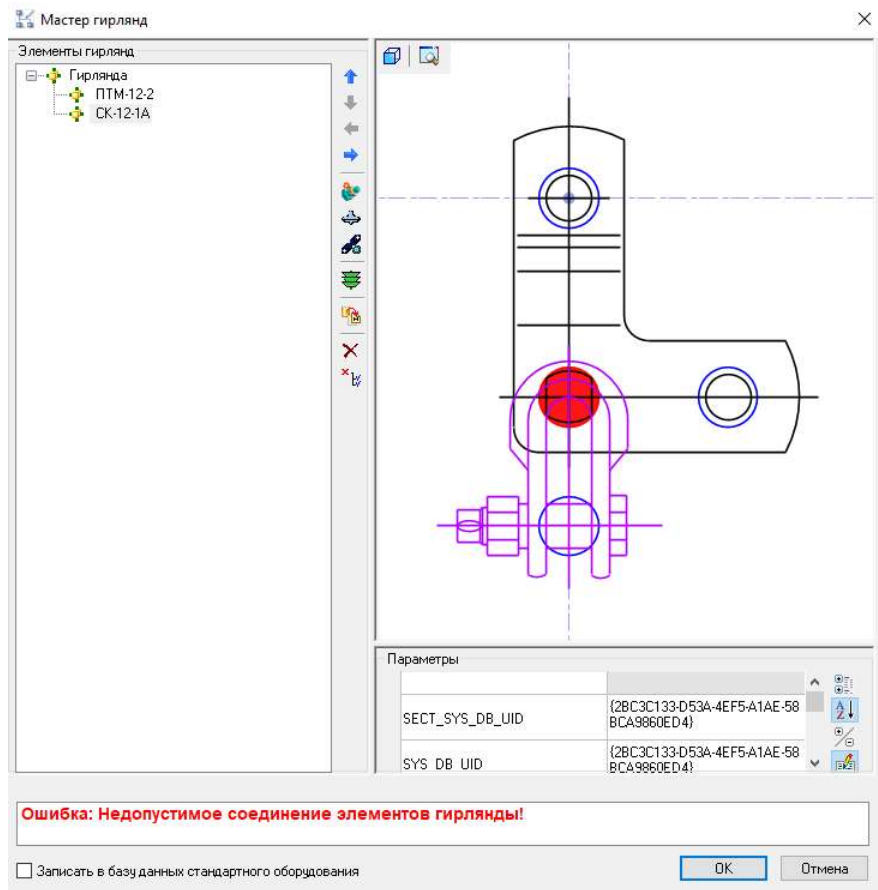 Мастер гирлянд
Элементы гирлянд
Гирлянда
ПТМ-12-2
СК-12-1А
Параметры
SECT_SYS_DB_UID
{2BC3C133-D53A-4EF5-A1AE-58
BCA9860ED4}
SYS_DB_UID
{2BC3C133-D53A-4EF5-A1AE-58
BCA9860ED4}
Ошибка: Недопустимое соединение элементов гирлянды!
Записать в базу данных стандартного оборудования
OK
Отмена